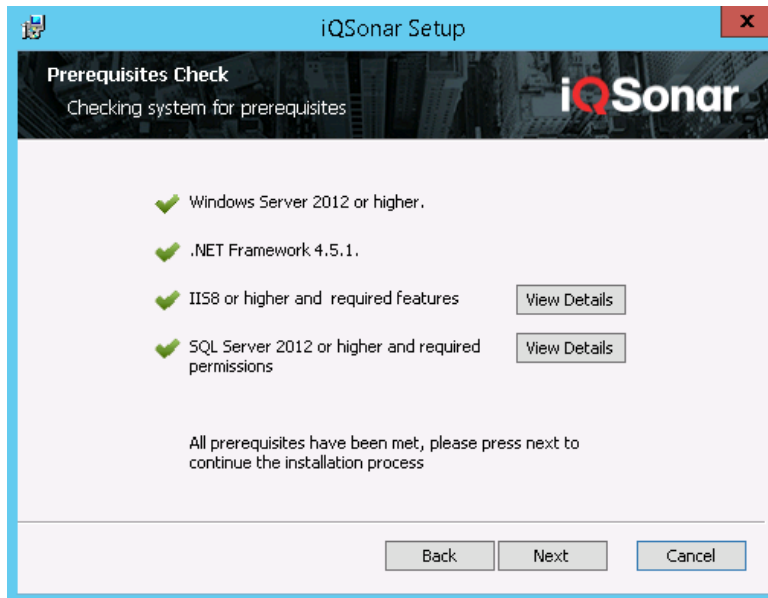 iQSonar Setup
x
Prerequisites Check
Checking system for prerequisites
iQSonar
Windows Server 2012 or higher.
.NET Framework 4.5.1.
IIS8 or higher and required features
View Details
SQL Server 2012 or higher and required
permissions
View Details
All prerequisites have been met, please press next to
continue the installation process
Back
Next
Cancel